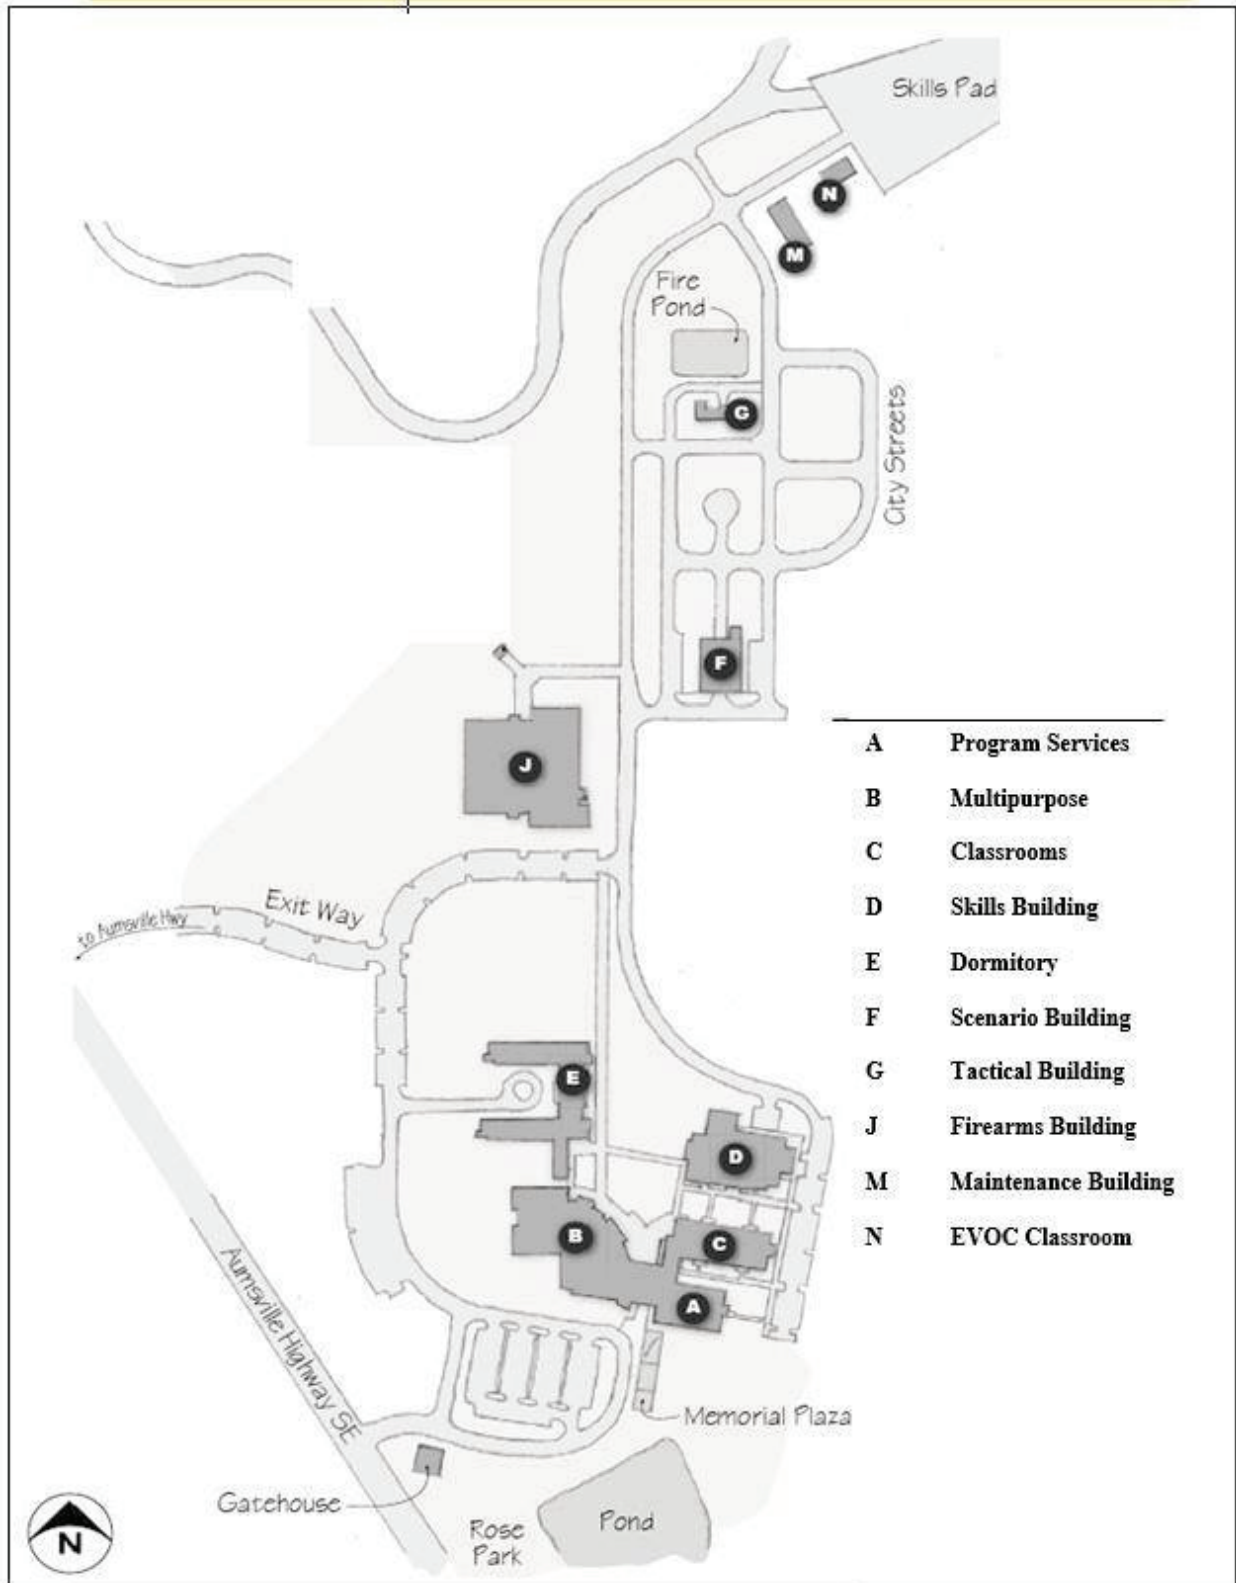 Skills Pad
N
M
Fire
Pond
G
City Streets
F
J
A Program Services
B Multipurpose
C Classrooms
D Skills Building
E Dormitory
F Scenario Building
G Tactical Building
J Firearms Building
M Maintenance Building
N EVOC Classroom
Exit Way
to Aumsville Hwy
E
D
B
C
A
Aumsville Highway SE
Memorial Plaza
Gatehouse
Rose
Park
Pond
N